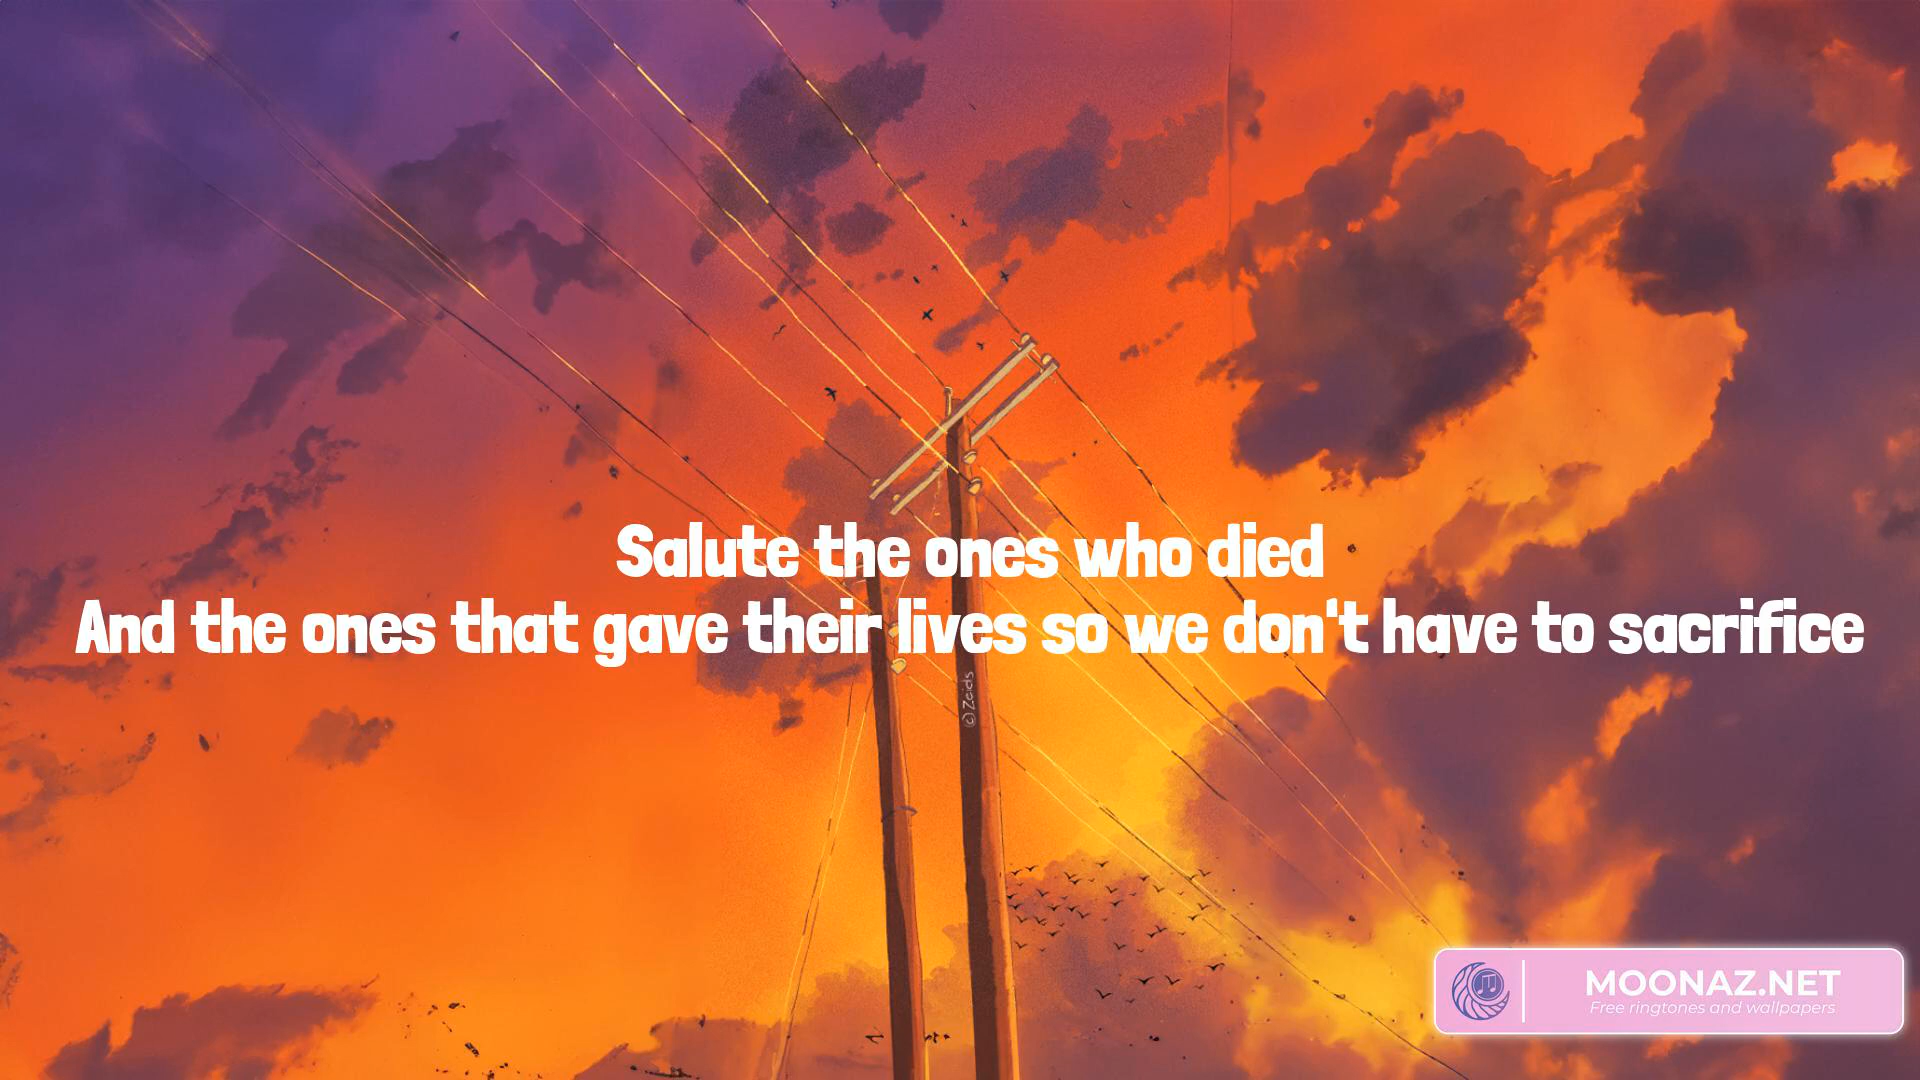 Salute the ones who died
And the ones that gave their lives so we don't have to sacrifice
© Zeids
MOONAZ.NET
Free ringtones and wallpapers